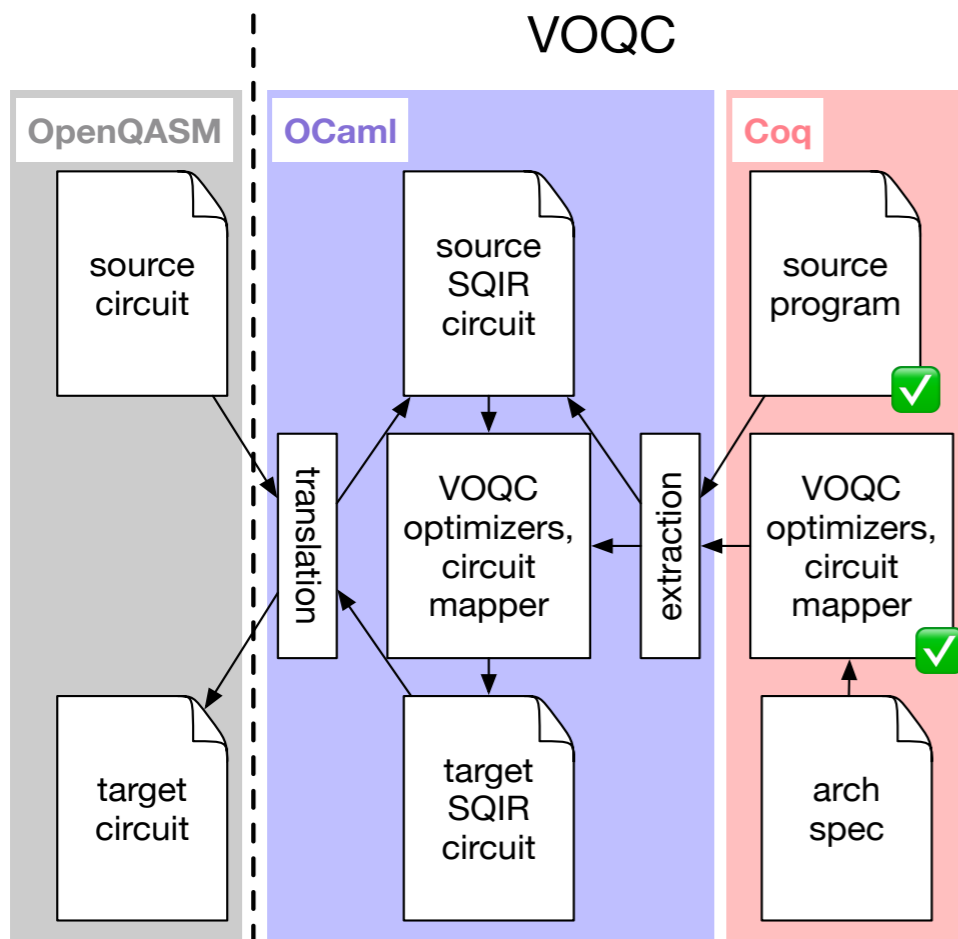 VOQC
OpenQASM
OCaml
Coq
source
circuit
source
SQIR
circuit
source
program
translation
VOQC
optimizers,
circuit
mapper
extraction
VOQC
optimizers,
circuit
mapper
target
circuit
target
SQIR
circuit
arch
spec